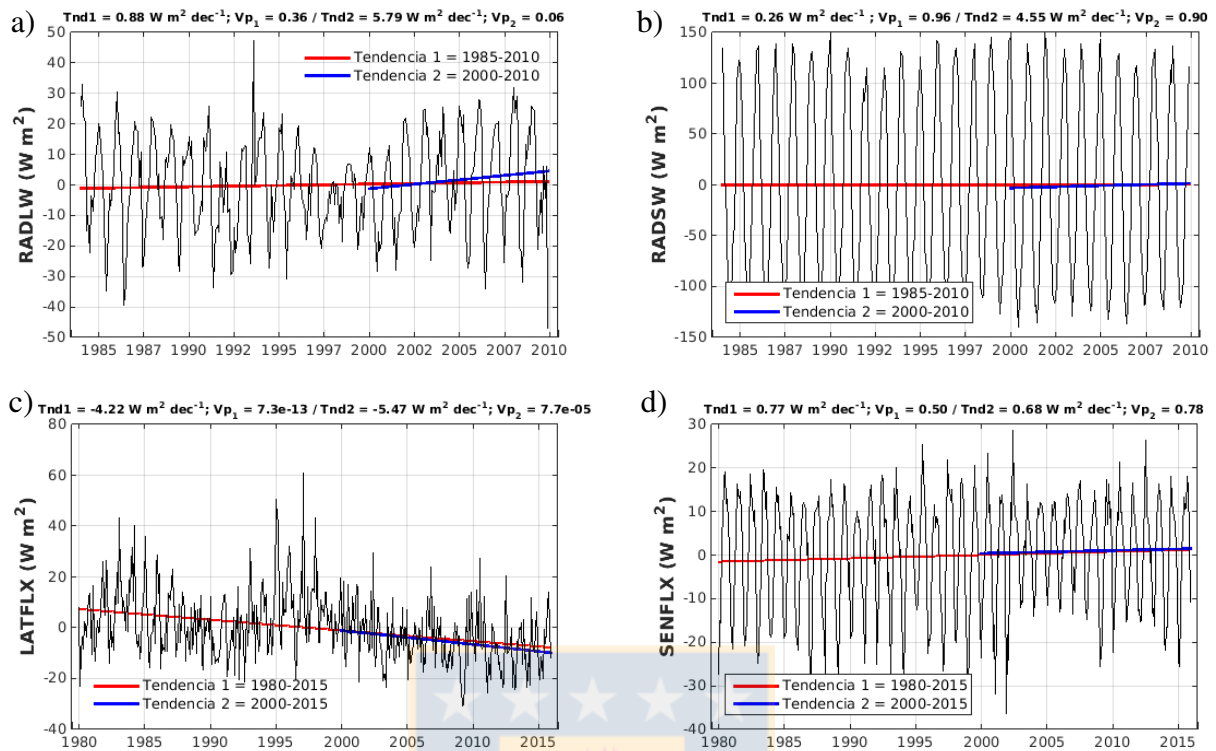 a)
Tnd1 = 0.88 W m² dec⁻¹; Vp₁ = 0.36 / Tnd2 = 5.79 W m² dec⁻¹; Vp₂ = 0.06
50
40
30
20
10
0
-10
-20
-30
-40
50
RADLW (W m²)
Tendencia 1 = 1985-2010
Tendencia 2 = 2000-2010
1985 1987 1990 1992 1995 1997 2000 2002 2005 2007 2010
b)
Tnd1 = 0.26 W m² dec⁻¹ ; Vp₁ = 0.96 / Tnd2 = 4.55 W m² dec⁻¹; Vp₂ = 0.90
150
100
50
0
-50
-100
-150
RADSW (W m²)
Tendencia 1 = 1985-2010
Tendencia 2 = 2000-2010
1985 1987 1990 1992 1995 1997 2000 2002 2005 2007 2010
c)
Tnd1 = -4.22 W m² dec⁻¹; Vp₁ = 7.3e-13 / Tnd2 = -5.47 W m² dec⁻¹; Vp₂ = 7.7e-05
80
60
40
20
0
-20
-40
LATFLX (W m²)
Tendencia 1 = 1980-2015
Tendencia 2 = 2000-2015
1980 1985 1990 1995 2000 2005 2010 2015
d)
Tnd1 = 0.77 W m² dec⁻¹; Vp₁ = 0.50 / Tnd2 = 0.68 W m² dec⁻¹; Vp₂ = 0.78
30
20
10
0
-10
-20
-30
-40
SENFLX (W m²)
Tendencia 1 = 1980-2015
Tendencia 2 = 2000-2015
1980 1985 1990 1995 2000 2005 2010 2015